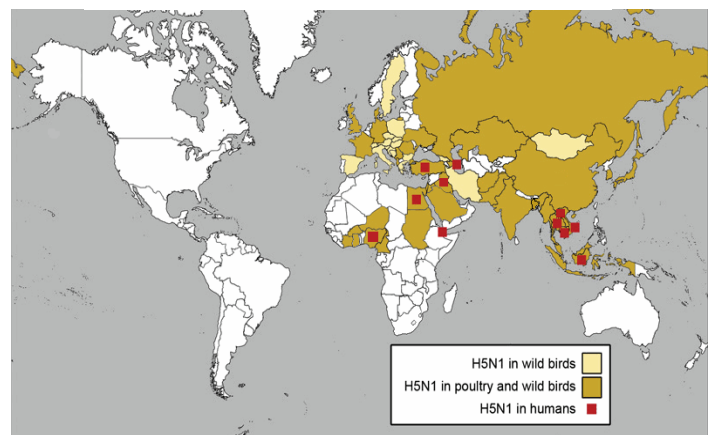 H5N1 in wild birds
H5N1 in poultry and wild birds
H5N1 in humans